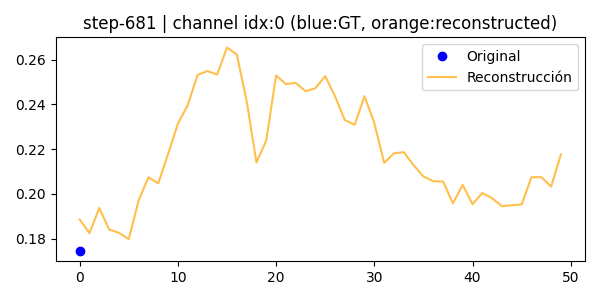 step-681 | channel idx:0 (blue:GT, orange:reconstructed)
Original
Reconstrucción
0.26
0.24
0.22
0.20
0.18
0 10 20 30 40 50